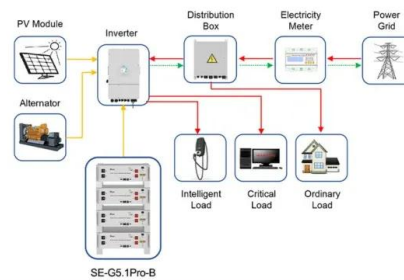 PV Module
Inverter
Distribution
Box
Electricity
Meter
Power
Grid
Alternator
Intelligent
Load
Critical
Load
Ordinary
Load
SE-G5.1Pro-B